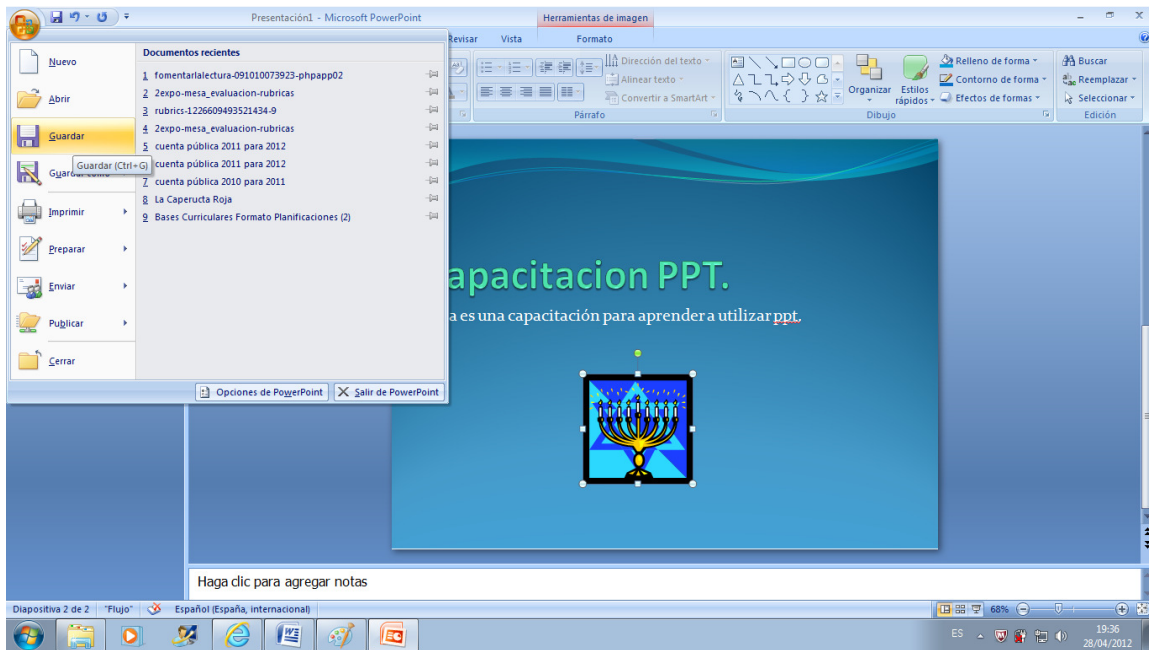 Presentación1 - Microsoft PowerPoint
Herramientas de imagen
Revisar Vista Formato
Nuevo
Abrir
Guardar
Guardar (Ctrl+G)
Guardar como
Imprimir
Preparar
Enviar
Publicar
Cerrar
Documentos recientes
1 fomentarlalectura-091010073923-phpapp02
2 2expo-mesa_evaluacion-rubricas
3 rubrics-1226609493521434-9
4 2expo-mesa_evaluacion-rubricas
5 cuenta pública 2011 para 2012
cuenta pública 2011 para 2012
7 cuenta pública 2010 para 2011
8 La Caperucta Roja
9 Bases Curriculares Formato Planificaciones (2)
Opciones de PowerPoint
Salir de PowerPoint
Dirección del texto
Alinear texto
Convertir a SmartArt
Párrafo
Organizar
Estilos rápidos
Relleno de forma
Contorno de forma
Efectos de formas
Dibujo
Buscar
Reemplazar
Seleccionar
Edición
apacitacion PPT.
a es una capacitación para aprender a utilizar ppt,
Haga clic para agregar notas
Diapositiva 2 de 2 "Flujo" Español (España, internacional) 68%
ES 19:36
28/04/2012